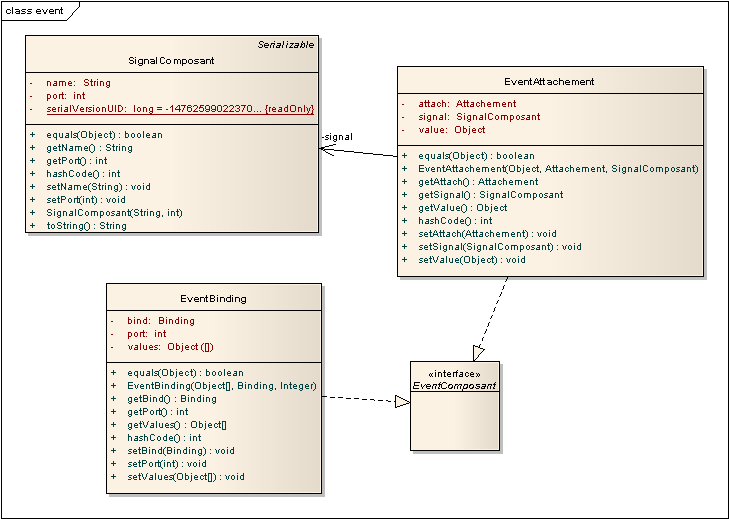 class event
Serializable
SignalComposant
- name: String
- port: int
- serialVersionUID: long = -14762599022370... {readOnly}
+ equals(Object) : boolean
+ getName() : String
+ getPort() : int
+ hashCode() : int
+ setName(String) : void
+ setPort(int) : void
+ SignalComposant(String, int)
+ toString() : String
-signal
EventAttachement
- attach: Attachement
- signal: SignalComposant
- value: Object
+ equals(Object) : boolean
+ EventAttachement(Object, Attachement, SignalComposant)
+ getAttach() : Attachement
+ getSignal() : SignalComposant
+ getValue() : Object
+ hashCode() : int
+ setAttach(Attachement) : void
+ setSignal(SignalComposant) : void
+ setValue(Object) : void
EventBinding
- bind: Binding
- port: int
- values: Object ([])
+ equals(Object) : boolean
+ EventBinding(Object[], Binding, Integer)
+ getBind() : Binding
+ getPort() : int
+ getValues() : Object[]
+ hashCode() : int
+ setBind(Binding) : void
+ setPort(int) : void
+ setValues(Object[]) : void
«interface»
EventComposant